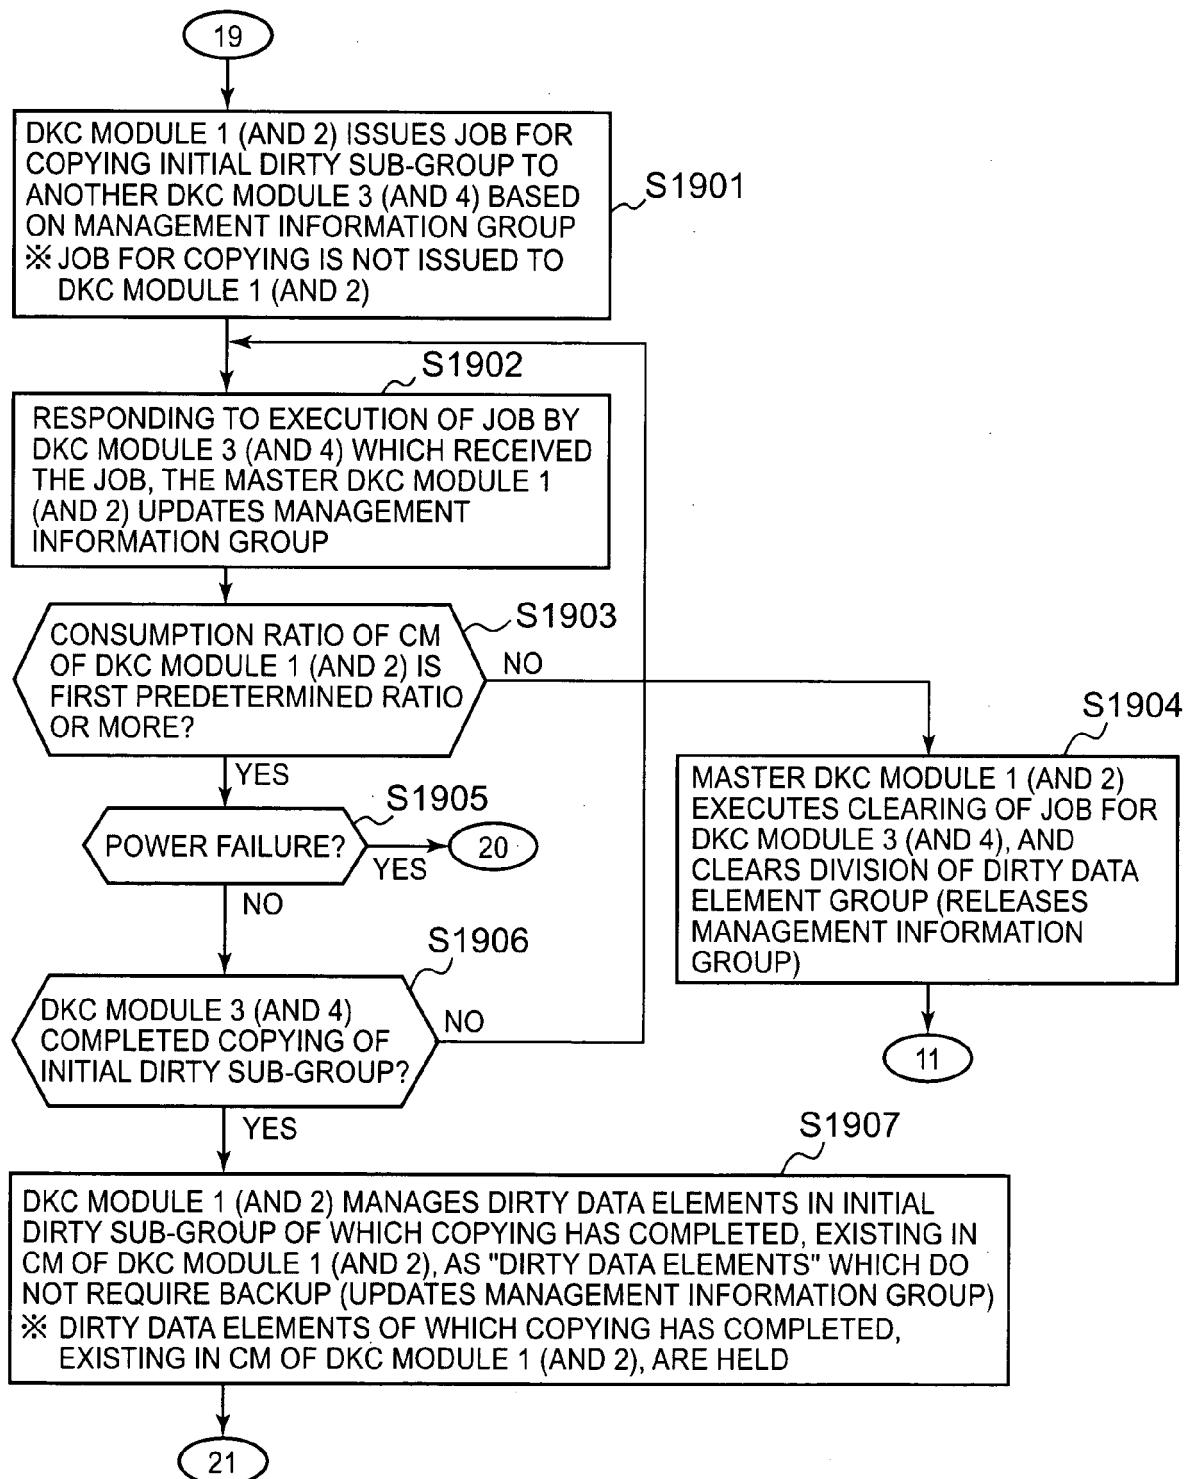 19
DKC MODULE 1 (AND 2) ISSUES JOB FOR
COPYING INITIAL DIRTY SUB-GROUP TO
ANOTHER DKC MODULE 3 (AND 4) BASED
ON MANAGEMENT INFORMATION GROUP
※ JOB FOR COPYING IS NOT ISSUED TO
DKC MODULE 1 (AND 2)
S1901
S1902
RESPONDING TO EXECUTION OF JOB BY
DKC MODULE 3 (AND 4) WHICH RECEIVED
THE JOB, THE MASTER DKC MODULE 1
(AND 2) UPDATES MANAGEMENT
INFORMATION GROUP
S1903
CONSUMPTION RATIO OF CM
OF DKC MODULE 1 (AND 2) IS
FIRST PREDETERMINED RATIO
OR MORE?
NO
YES
S1904
MASTER DKC MODULE 1 (AND 2)
EXECUTES CLEARING OF JOB FOR
DKC MODULE 3 (AND 4), AND
CLEARS DIVISION OF DIRTY DATA
ELEMENT GROUP (RELEASES
MANAGEMENT INFORMATION
GROUP)
11
S1905
POWER FAILURE?
YES
20
NO
S1906
DKC MODULE 3 (AND 4)
COMPLETED COPYING OF
INITIAL DIRTY SUB-GROUP?
NO
YES
S1907
DKC MODULE 1 (AND 2) MANAGES DIRTY DATA ELEMENTS IN INITIAL
DIRTY SUB-GROUP OF WHICH COPYING HAS COMPLETED, EXISTING IN
CM OF DKC MODULE 1 (AND 2), AS "DIRTY DATA ELEMENTS" WHICH DO
NOT REQUIRE BACKUP (UPDATES MANAGEMENT INFORMATION GROUP)
※ DIRTY DATA ELEMENTS OF WHICH COPYING HAS COMPLETED,
EXISTING IN CM OF DKC MODULE 1 (AND 2), ARE HELD
21